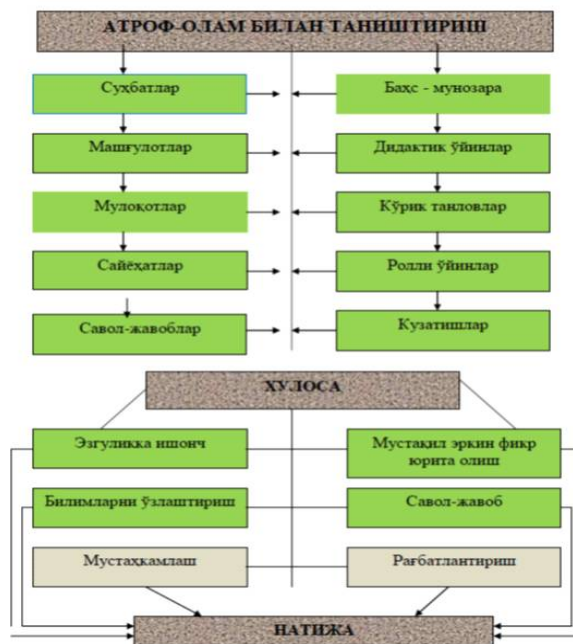 АТРОФ-ОЛАМ БИЛАН ТАНИШТИРИШ
Суҳбатлар
Баҳс - мунозара
Машғулотлар
Дидактик ўйинлар
Мулоқотлар
Кўрик танловлар
Сайёҳатлар
Ролли ўйинлар
Савол-жавоблар
Кузатишлар
ХУЛОСА
Эзгуликка ишонч
Мустақил эркин фикр
юрита олиш
Билимларни ўзлаштириш
Савол-жавоб
Мустаҳкамлаш
Рағбатлантириш
НАТИЖА